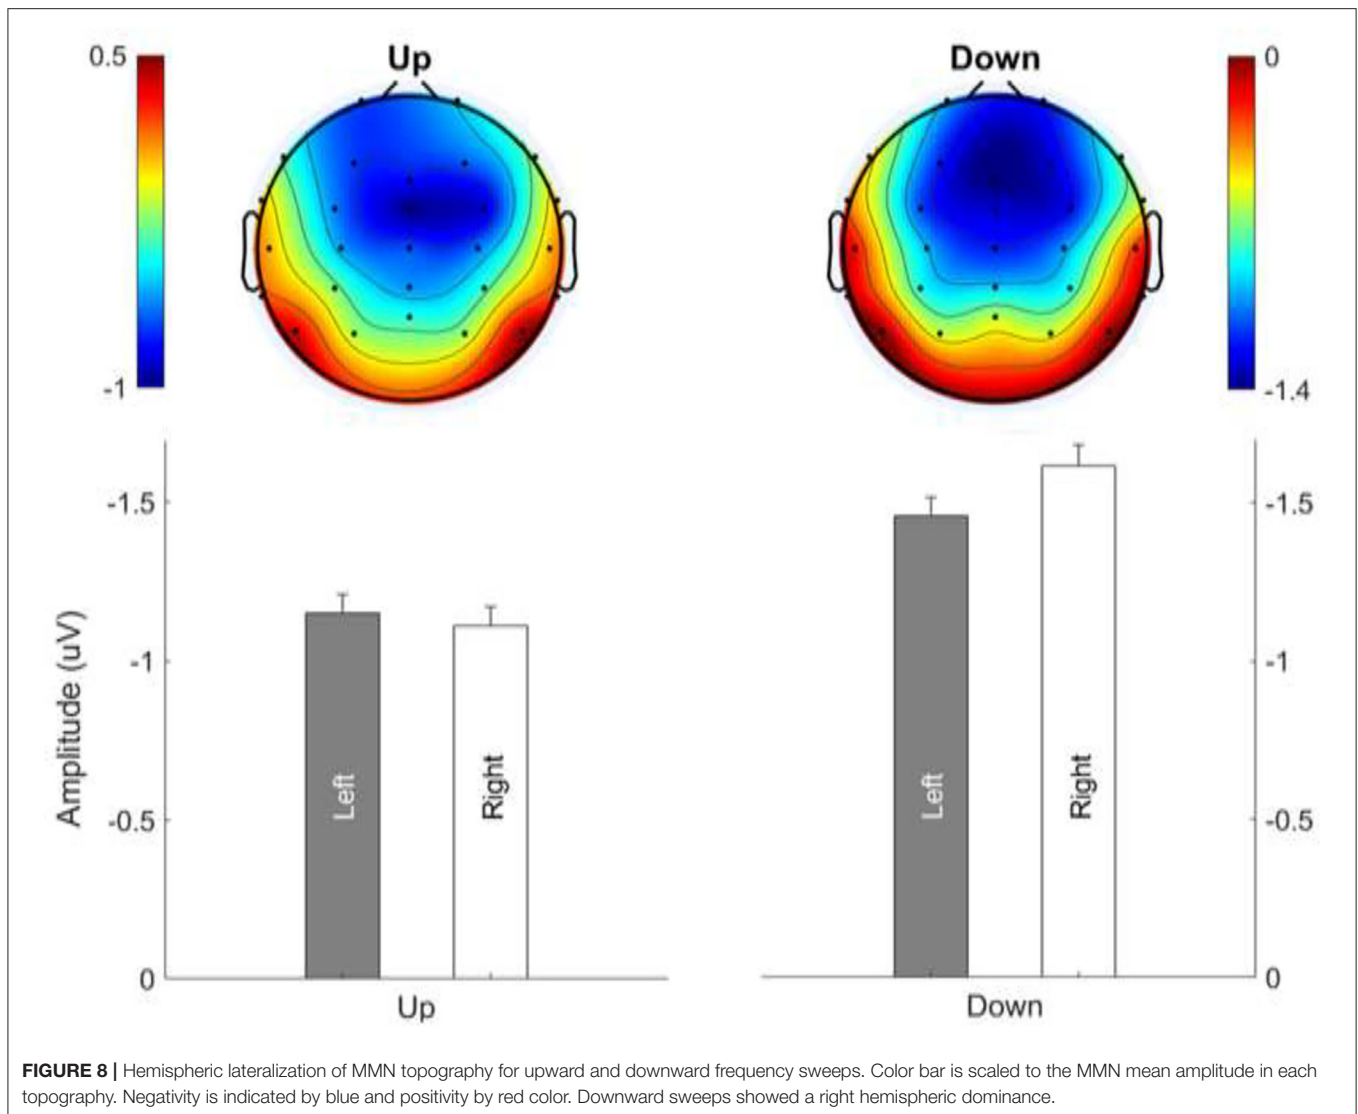 Up
Down
0.5
-1
0
-1.4
Amplitude (uV)
-1.5
-1
-0.5
0
Left
Right
Up
Left
Right
Down
-1.5
-1
-0.5
0
FIGURE 8 | Hemispheric lateralization of MMN topography for upward and downward frequency sweeps. Color bar is scaled to the MMN mean amplitude in each
topography. Negativity is indicated by blue and positivity by red color. Downward sweeps showed a right hemispheric dominance.